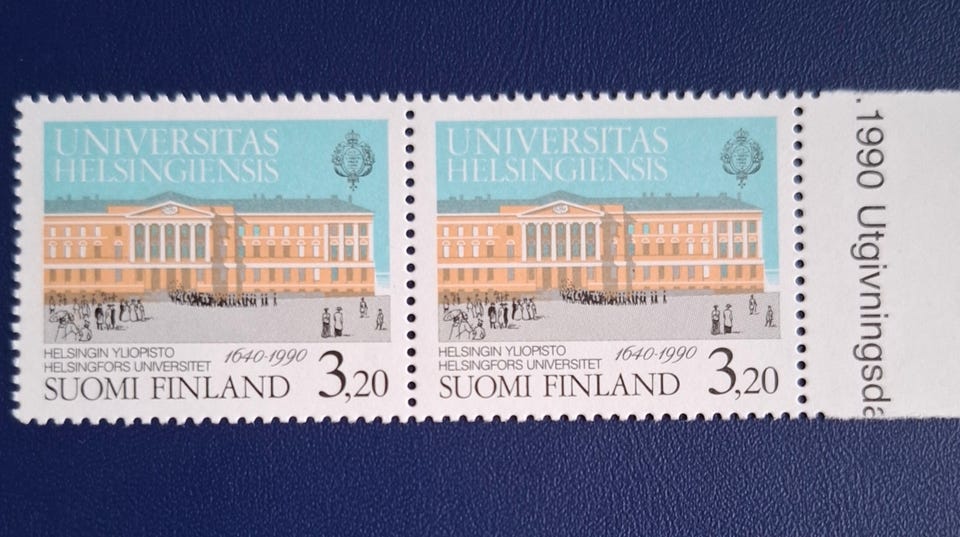 UNIVERSITAS
HELSINGIENSIS
HELSINGIN YLIOPISTO
HELSINGFORS UNIVERSITET
1640-1990
SUOMI FINLAND
3,20
UNIVERSITAS
HELSINGIENSIS
HELSINGIN YLIOPISTO
HELSINGFORS UNIVERSITET
1640-1990
SUOMI FINLAND
3,20
.1990 Utgivningsda